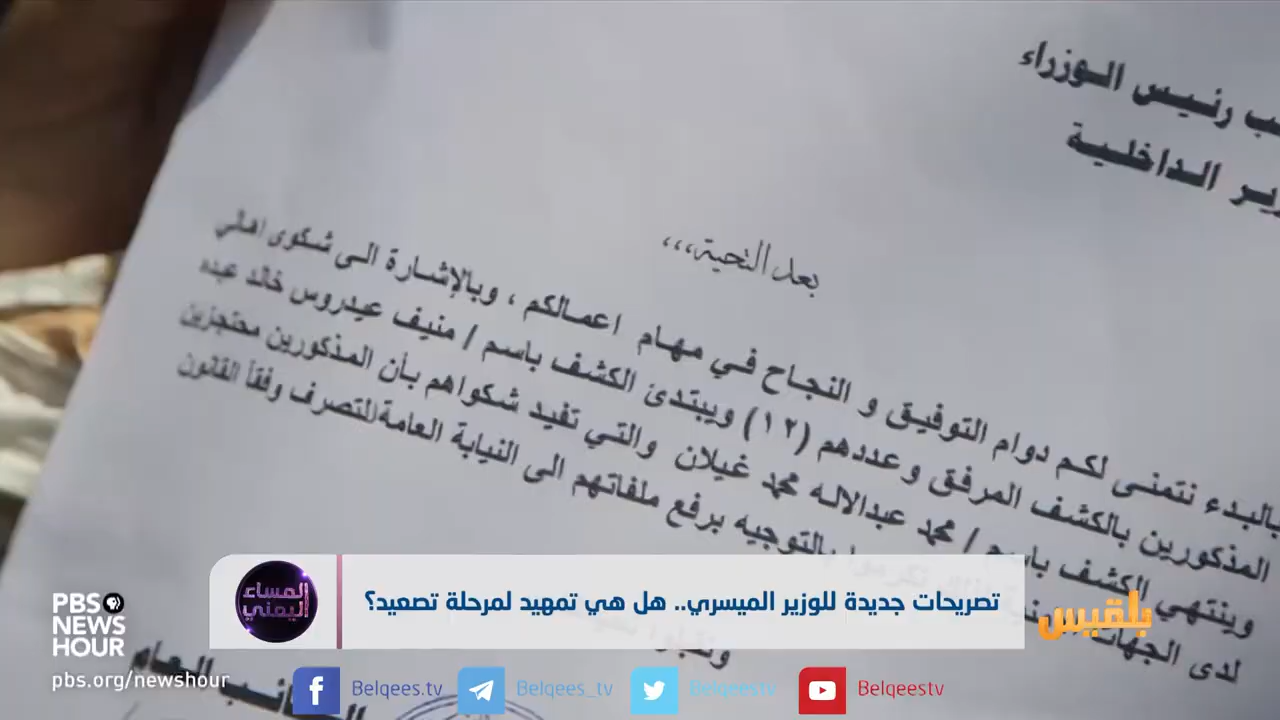 ب رئيس الوزراء
ير الداخلية
بعد التحية،،،
بالبدء نتمنى لكم دوام التوفيق و النجاح في مهام اعمالكم ، وبالإشارة الى شكوى اهالي
المذكورين بالكشف المرفق وعددهم (١٢) ويبتدئ الكشف باسم / منيف عيدروس خالد عبده
وينتهي الكشف باسم / محمد عبدالاله محمد غيلان والتي تفيد شكواهم بأن المذكورين محتجزين
لدى الجهات بالتوجيه برفع ملفاتهم الى النيابة العامة للتصرف وفقاً القانون
المساء اليمني
تصريحات جديدة للوزير الميسري.. هل هي تمهيد لمرحلة تصعيد؟
بلقيس
PBS
NEWS
HOUR
pbs.org/newshour
العام
Belqees.tv
Belqees_tv
Belqeestv
Belqeestv